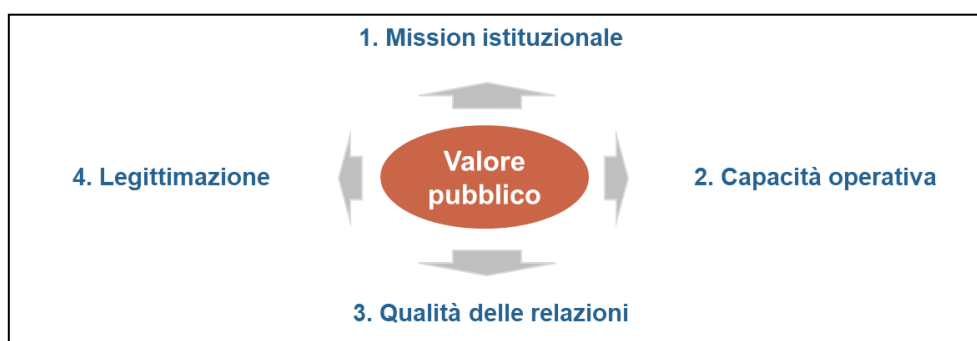 1. Mission istituzionale
4. Legittimazione
Valore
pubblico
2. Capacità operativa
3. Qualità delle relazioni